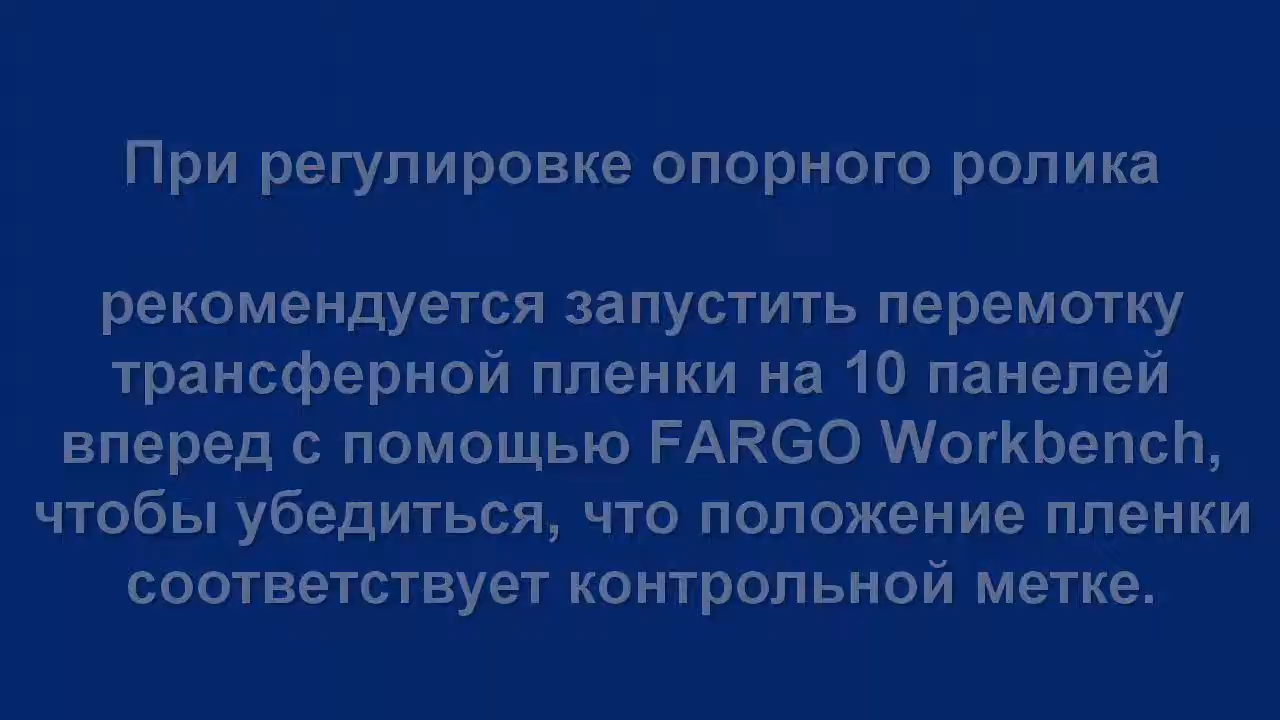 При регулировке опорного ролика
рекомендуется запустить перемотку
трансферной пленки на 10 панелей
вперед с помощью FARGO Workbench,
чтобы убедиться, что положение пленки
соответствует контрольной метке.